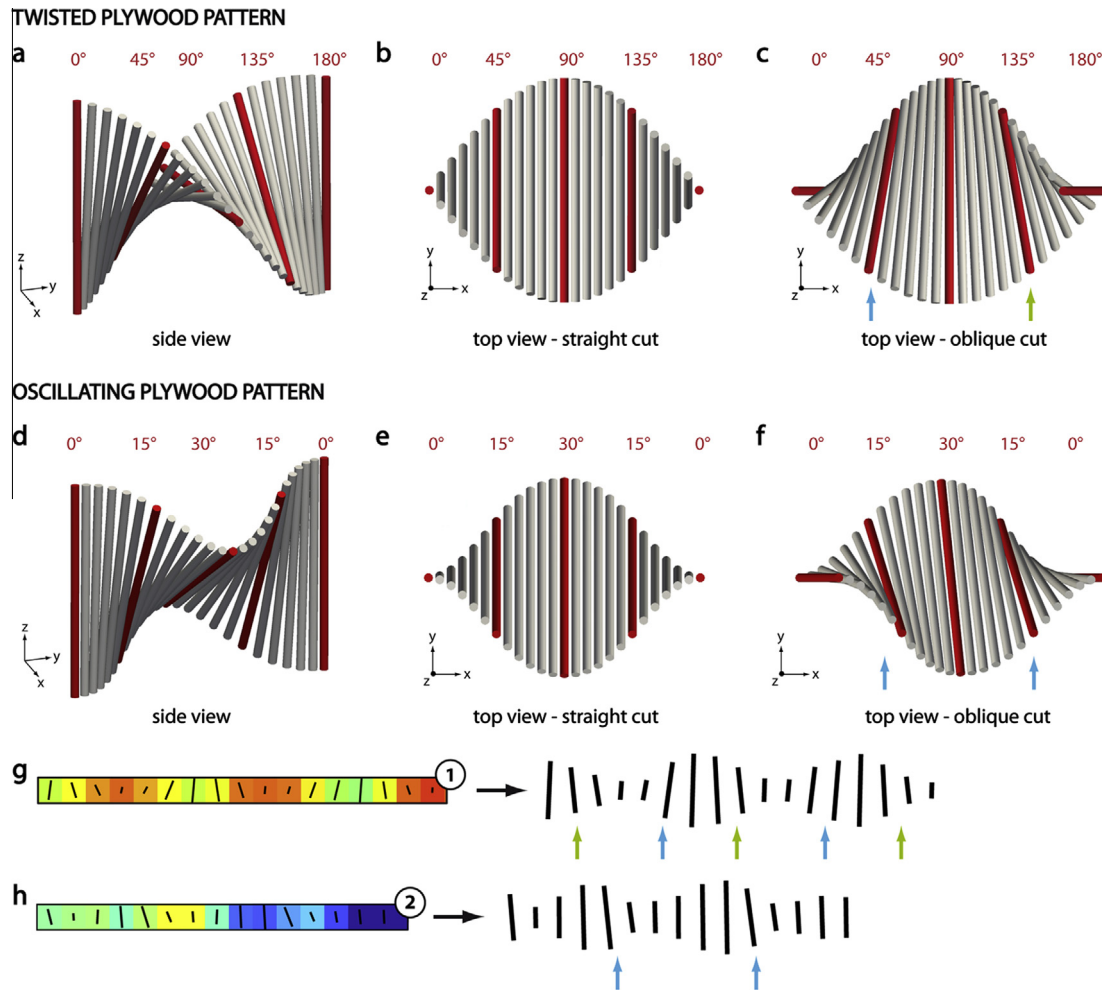 TWISTED PLYWOOD PATTERN
a 0° 45° 90° 135° 180°
z
y
x
side view
b 0° 45° 90° 135° 180°
y
z x
top view - straight cut
c 0° 45° 90° 135° 180°
y
z x
top view - oblique cut
OSCILLATING PLYWOOD PATTERN
d 0° 15° 30° 15° 0°
z
y
x
side view
e 0° 15° 30° 15° 0°
y
z x
top view - straight cut
f 0° 15° 30° 15° 0°
y
z x
top view - oblique cut
g 1
h 2